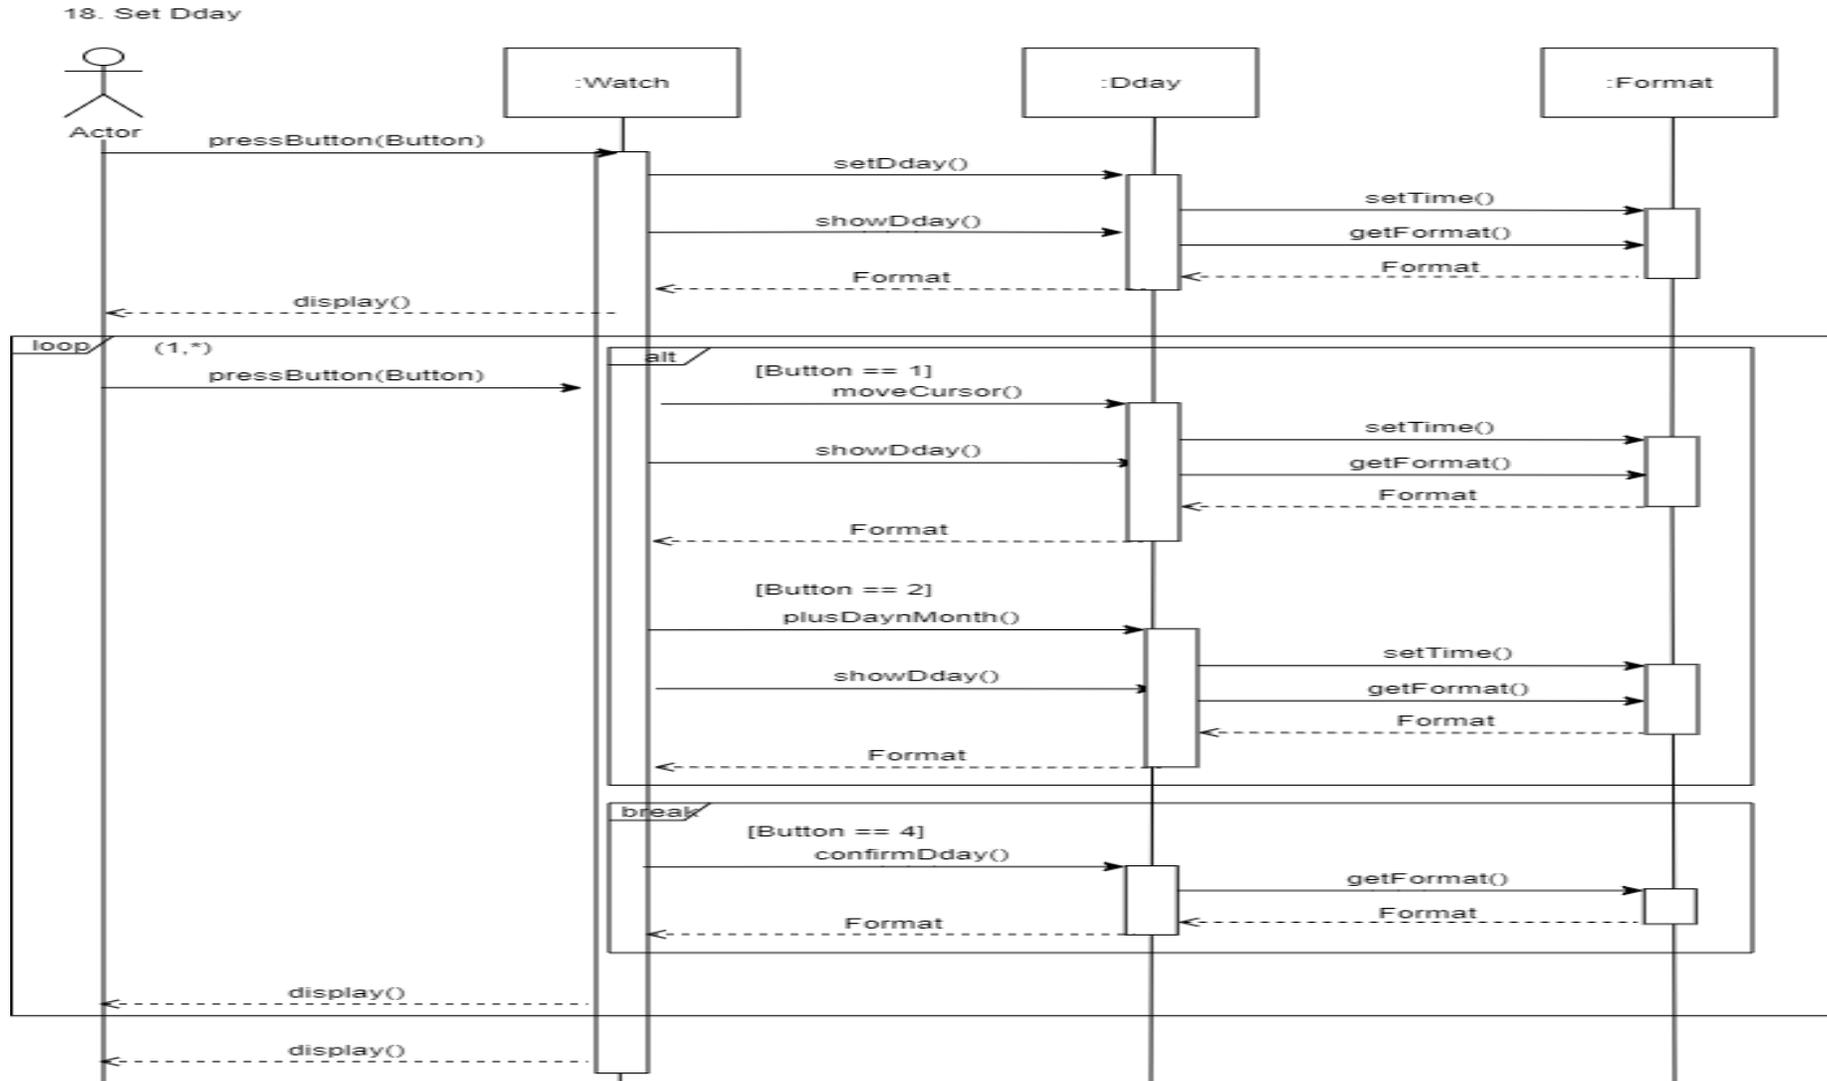 18. Set Dday
:Watch
:Dday
:Format
Actor
pressButton(Button)
setDday()
setTime()
showDday()
getFormat()
Format
Format
display()
loop
(1,*)
alt
[Button == 1]
pressButton(Button)
moveCursor()
setTime()
showDday()
getFormat()
Format
Format
[Button == 2]
plusDaynMonth()
setTime()
showDday()
getFormat()
Format
Format
break
[Button == 4]
confirmDday()
getFormat()
Format
Format
display()
display()